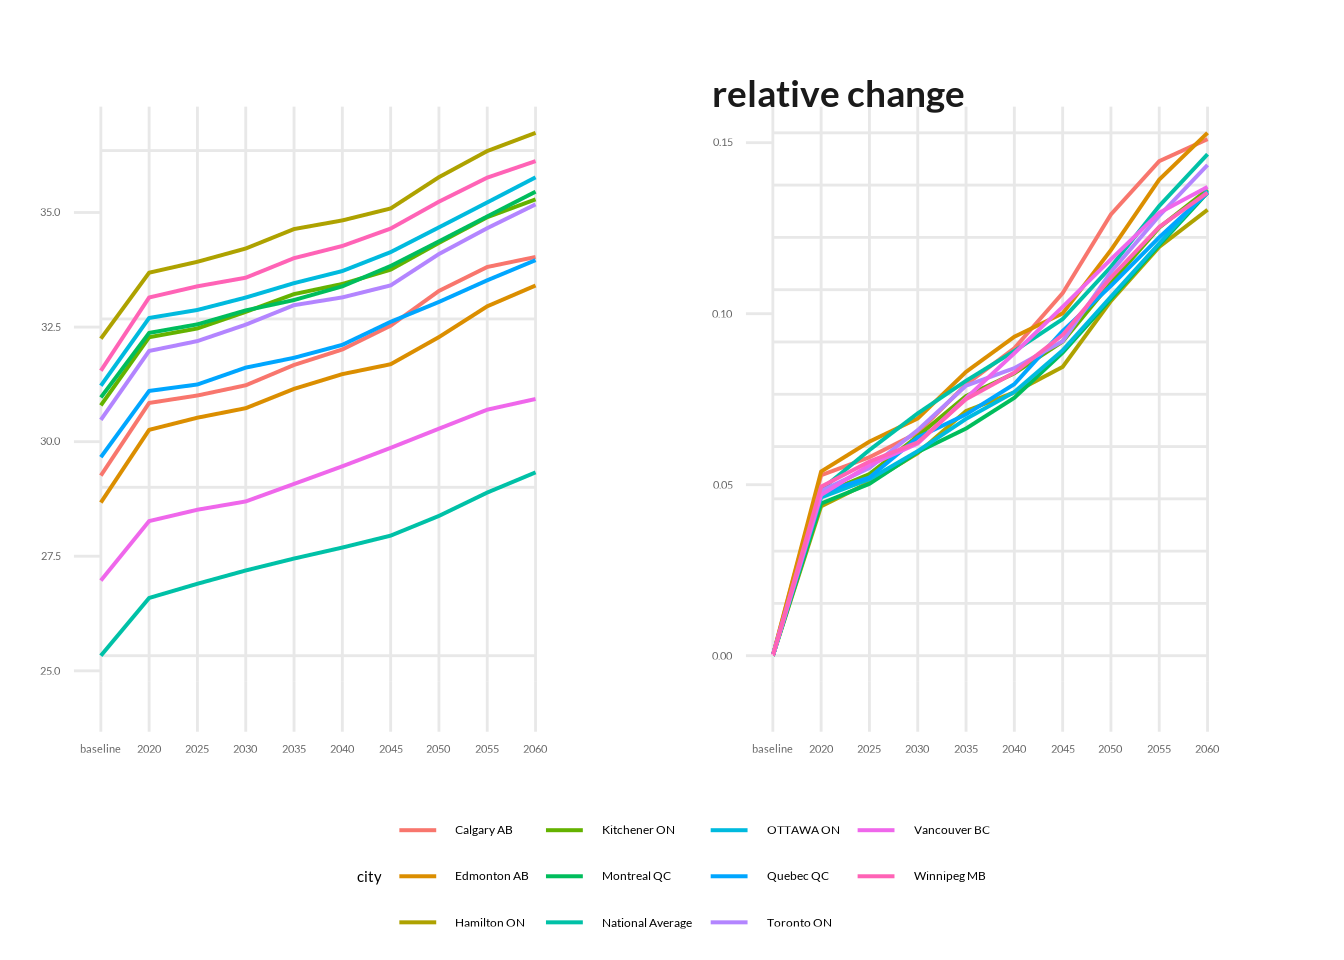 relative change
35.0
32.5
30.0
27.5
25.0
baseline 2020 2025 2030 2035 2040 2045 2050 2055 2060
0.15
0.10
0.05
0.00
baseline 2020 2025 2030 2035 2040 2045 2050 2055 2060
city
Calgary AB Kitchener ON OTTAWA ON Vancouver BC
Edmonton AB Montreal QC Quebec QC Winnipeg MB
Hamilton ON National Average Toronto ON